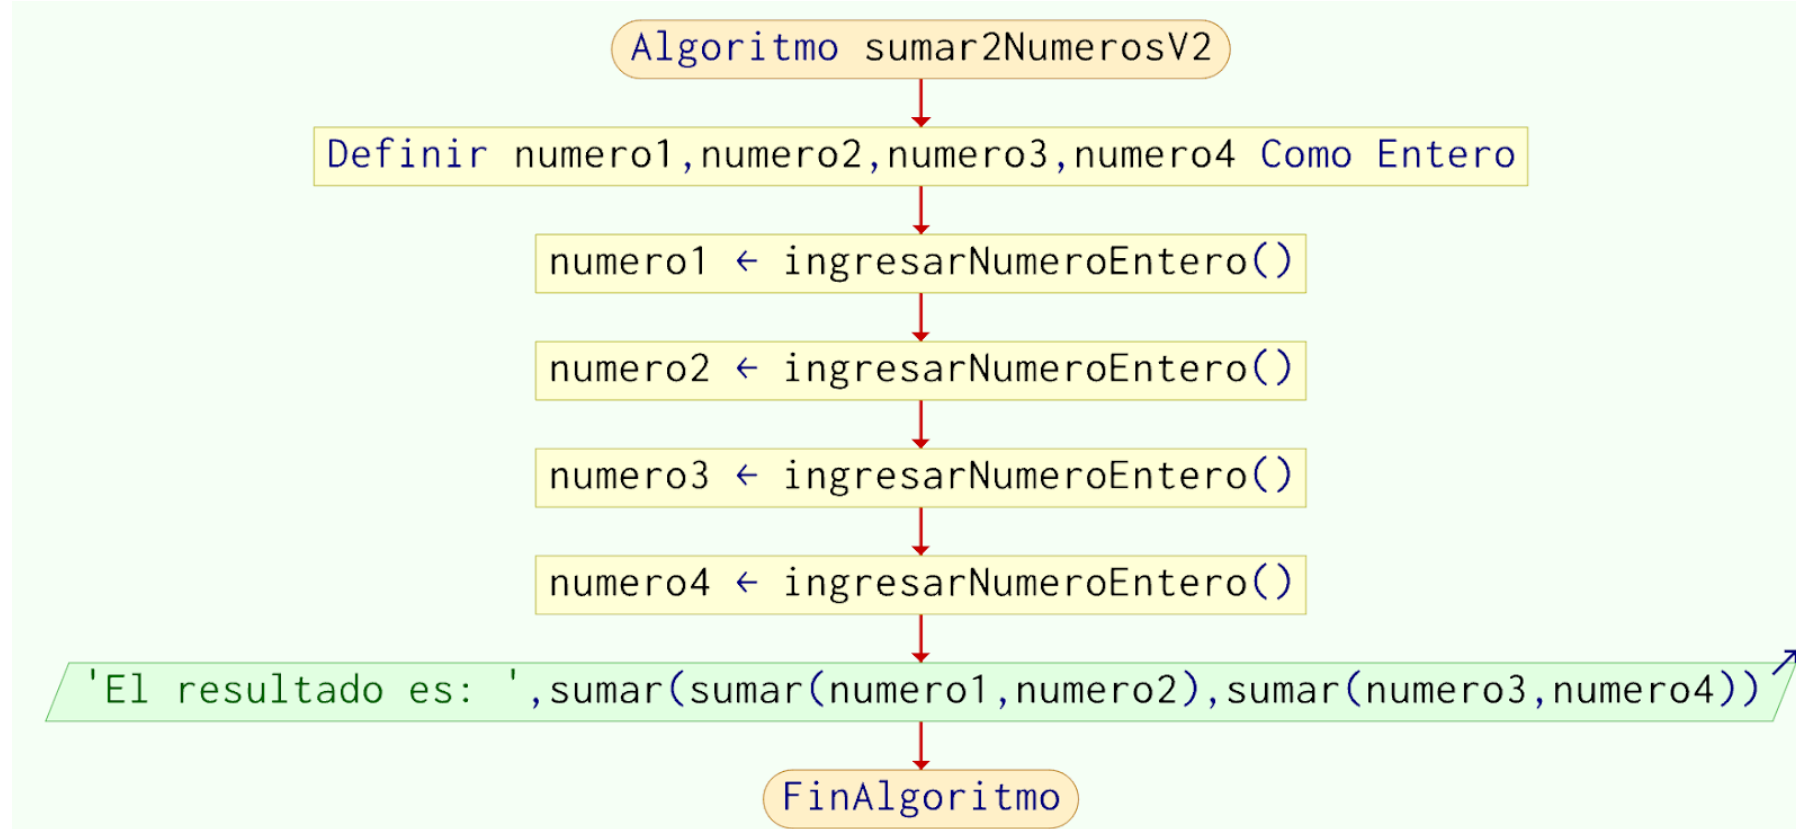 Algoritmo sumar2NumerosV2
Definir numero1,numero2,numero3,numero4 Como Entero
numero1 ← ingresarNumeroEntero()
numero2 ← ingresarNumeroEntero()
numero3 ← ingresarNumeroEntero()
numero4 ← ingresarNumeroEntero()
'El resultado es: ',sumar(sumar(numero1,numero2),sumar(numero3,numero4))
FinAlgoritmo